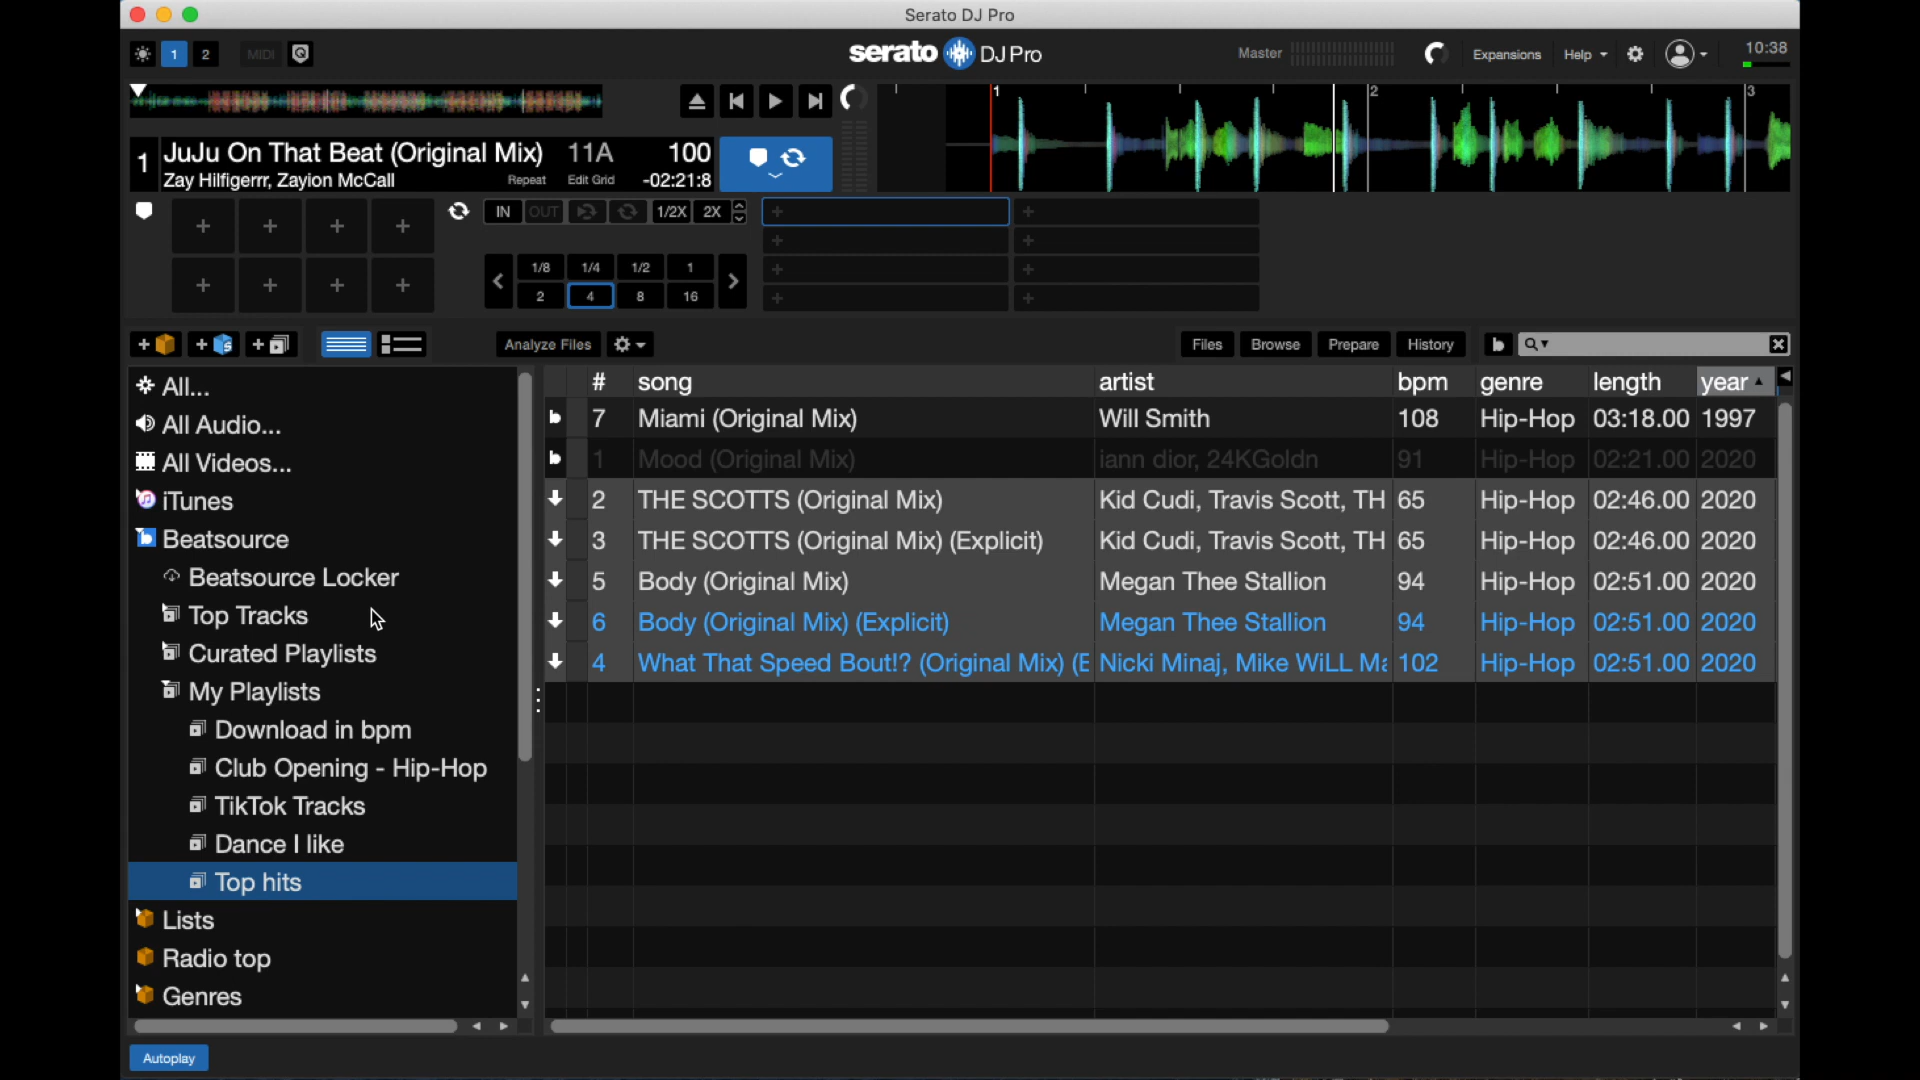 Serato DJ Pro
1 2 MIDI
serato DJ Pro
Master
Expansions Help 10:38
1 JuJu On That Beat (Original Mix) 11A 100
Zay Hilfigerrr, Zayion McCall Repeat Edit Grid -02:21:8
1 2 3
IN OUT 1/2X 2X
1/8 1/4 1/2 1
2 4 8 16
Analyze Files Files Browse Prepare History
All...
All Audio...
All Videos...
iTunes
Beatsource
Beatsource Locker
Top Tracks
Curated Playlists
My Playlists
Download in bpm
Club Opening - Hip-Hop
TikTok Tracks
Dance I like
Top hits
Lists
Radio top
Genres
# song artist bpm genre length year
7 Miami (Original Mix) Will Smith 108 Hip-Hop 03:18.00 1997
1 Mood (Original Mix) iann dior, 24KGoldn 91 Hip-Hop 02:21.00 2020
2 THE SCOTTS (Original Mix) Kid Cudi, Travis Scott, TH 65 Hip-Hop 02:46.00 2020
3 THE SCOTTS (Original Mix) (Explicit) Kid Cudi, Travis Scott, TH 65 Hip-Hop 02:46.00 2020
5 Body (Original Mix) Megan Thee Stallion 94 Hip-Hop 02:51.00 2020
6 Body (Original Mix) (Explicit) Megan Thee Stallion 94 Hip-Hop 02:51.00 2020
4 What That Speed Bout!? (Original Mix) (E Nicki Minaj, Mike WiLL Ma 102 Hip-Hop 02:51.00 2020
Autoplay